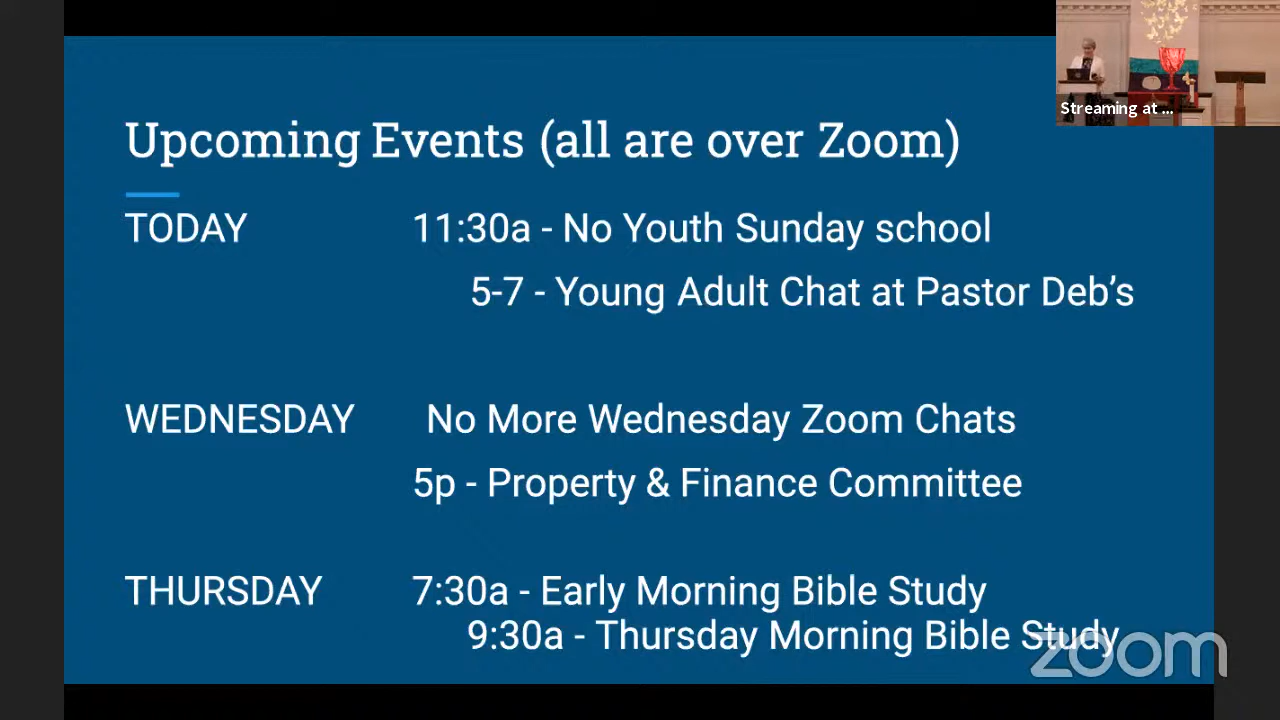 Streaming at ...
Upcoming Events (all are over Zoom)
TODAY 11:30a - No Youth Sunday school
5-7 - Young Adult Chat at Pastor Deb’s
WEDNESDAY No More Wednesday Zoom Chats
5p - Property & Finance Committee
THURSDAY 7:30a - Early Morning Bible Study
9:30a - Thursday Morning Bible Study
zoom